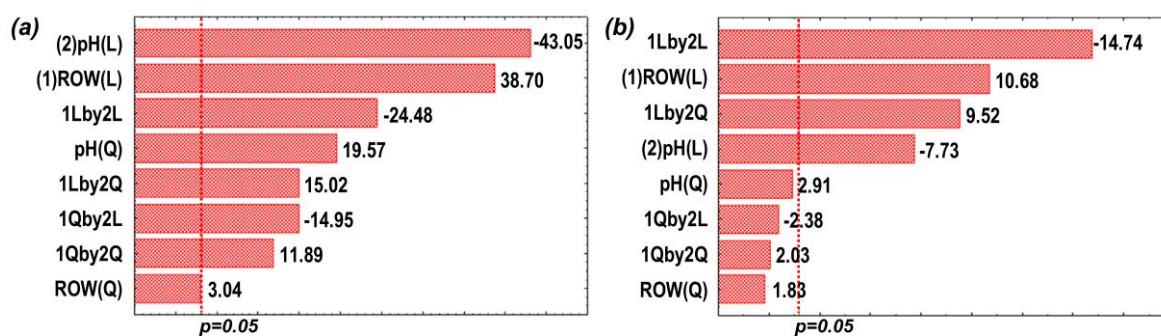 (a)
(2)pH(L) -43.05
(1)ROW(L) 38.70
1Lby2L -24.48
pH(Q) 19.57
1Lby2Q 15.02
1Qby2L -14.95
1Qby2Q 11.89
ROW(Q) 3.04
p=0.05
(b)
1Lby2L -14.74
(1)ROW(L) 10.68
1Lby2Q 9.52
(2)pH(L) -7.73
pH(Q) 2.91
1Qby2L -2.38
1Qby2Q 2.03
ROW(Q) 1.83
p=0.05